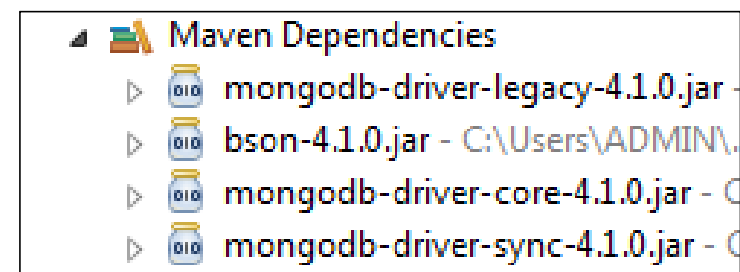 Maven Dependencies
mongodb-driver-legacy-4.1.0.jar -
bson-4.1.0.jar - C:\Users\ADMIN\.
mongodb-driver-core-4.1.0.jar - C
mongodb-driver-sync-4.1.0.jar - C